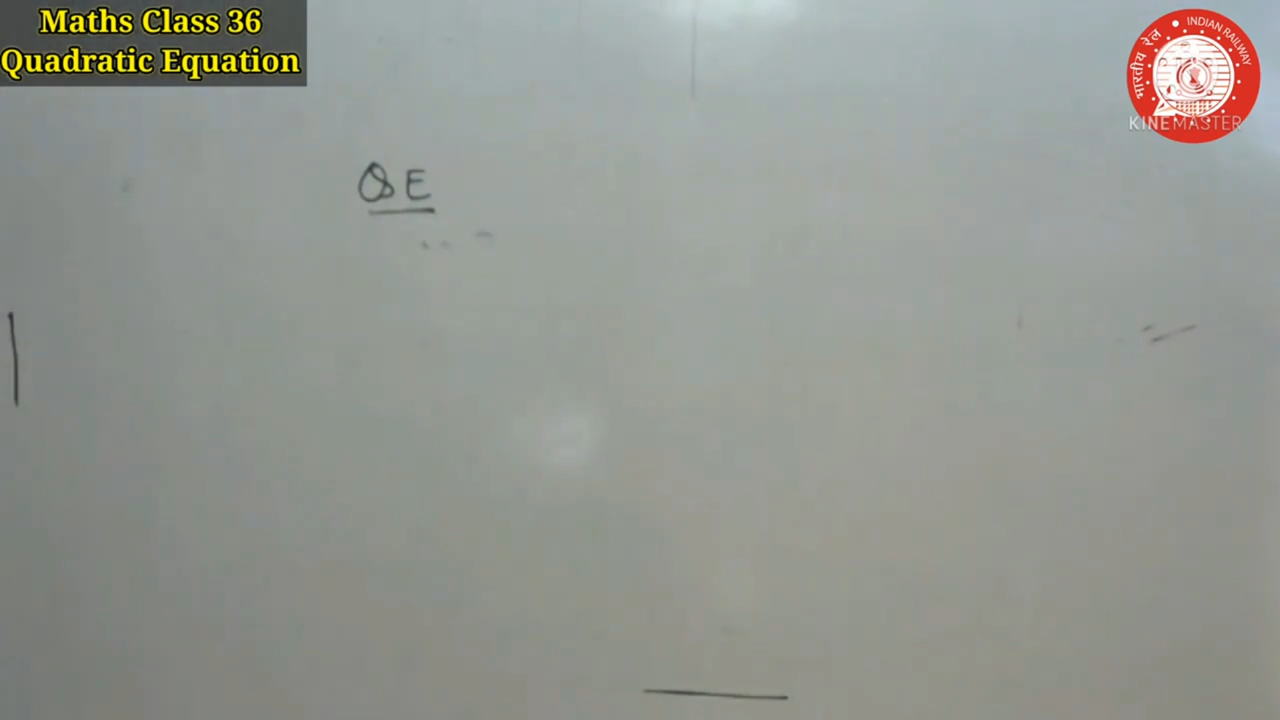 Maths Class 36
Quadratic Equation
भारतीय रेल
INDIAN RAILWAY
KINEMASTER
QE